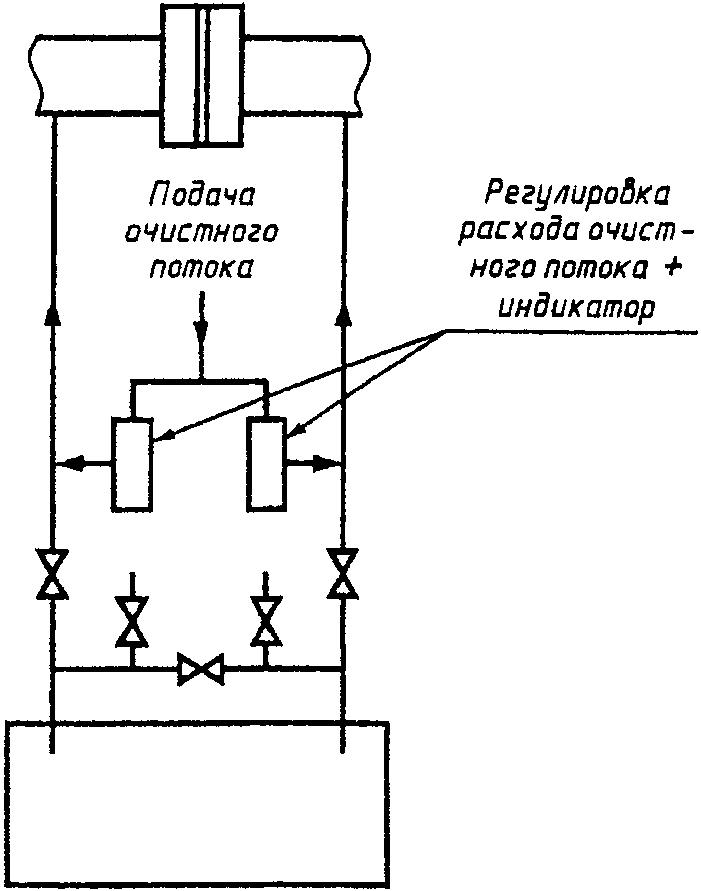 Подача
очистного
потока
Регулировка
расхода очист-
ного потока +
индикатор